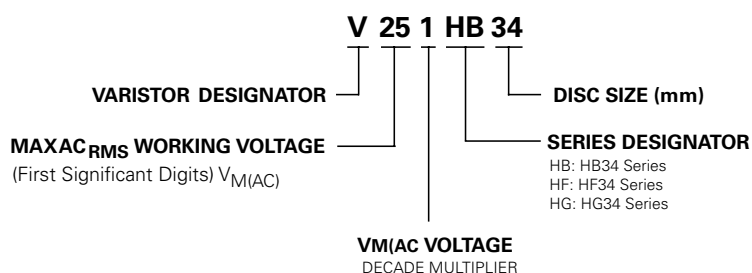 V 25 1 HB 34
VARISTOR DESIGNATOR
DISC SIZE (mm)
MAXAC RMS WORKING VOLTAGE
(First Significant Digits) VM(AC)
SERIES DESIGNATOR
HB: HB34 Series
HF: HF34 Series
HG: HG34 Series
VM(AC VOLTAGE
DECADE MULTIPLIER